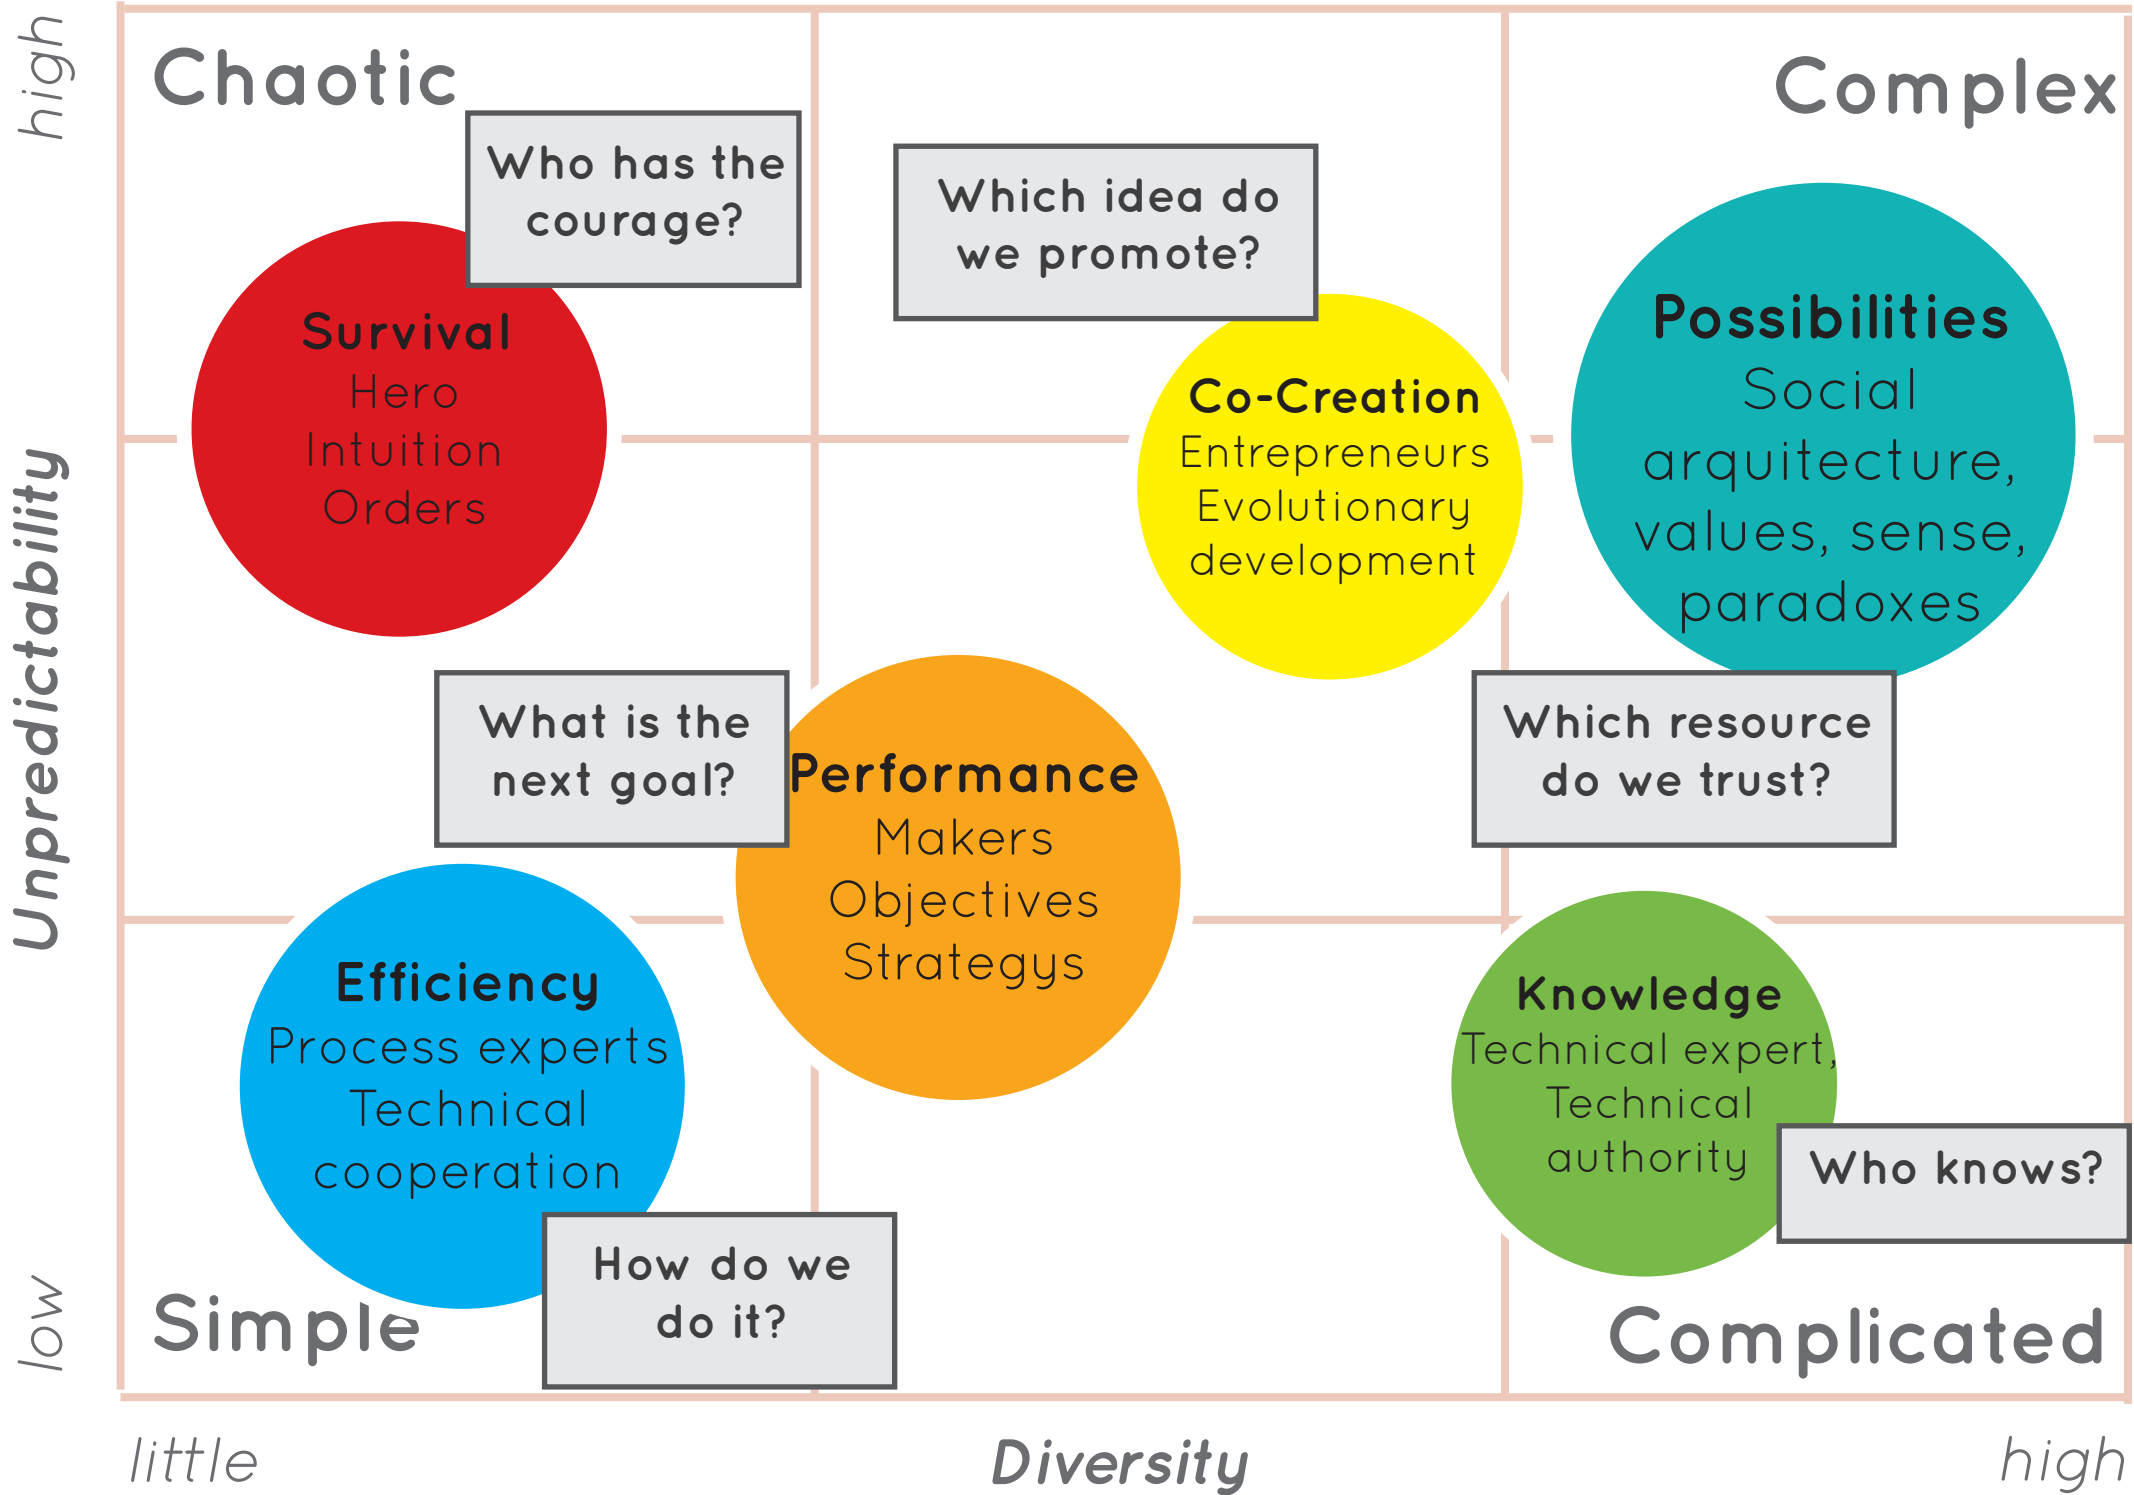 high
Unpredictability
low
Chaotic
Complex
Who has the
courage?
Which idea do
we promote?
Survival
Hero
Intuition
Orders
Co-Creation
Entrepreneurs
Evolutionary
development
Possibilities
Social
arquitecture,
values, sense,
paradoxes
What is the
next goal?
Performance
Makers
Objectives
Strategys
Which resource
do we trust?
Efficiency
Process experts
Technical
cooperation
Knowledge
Technical expert,
Technical
authority
Who knows?
How do we
do it?
Simple
Complicated
little
Diversity
high